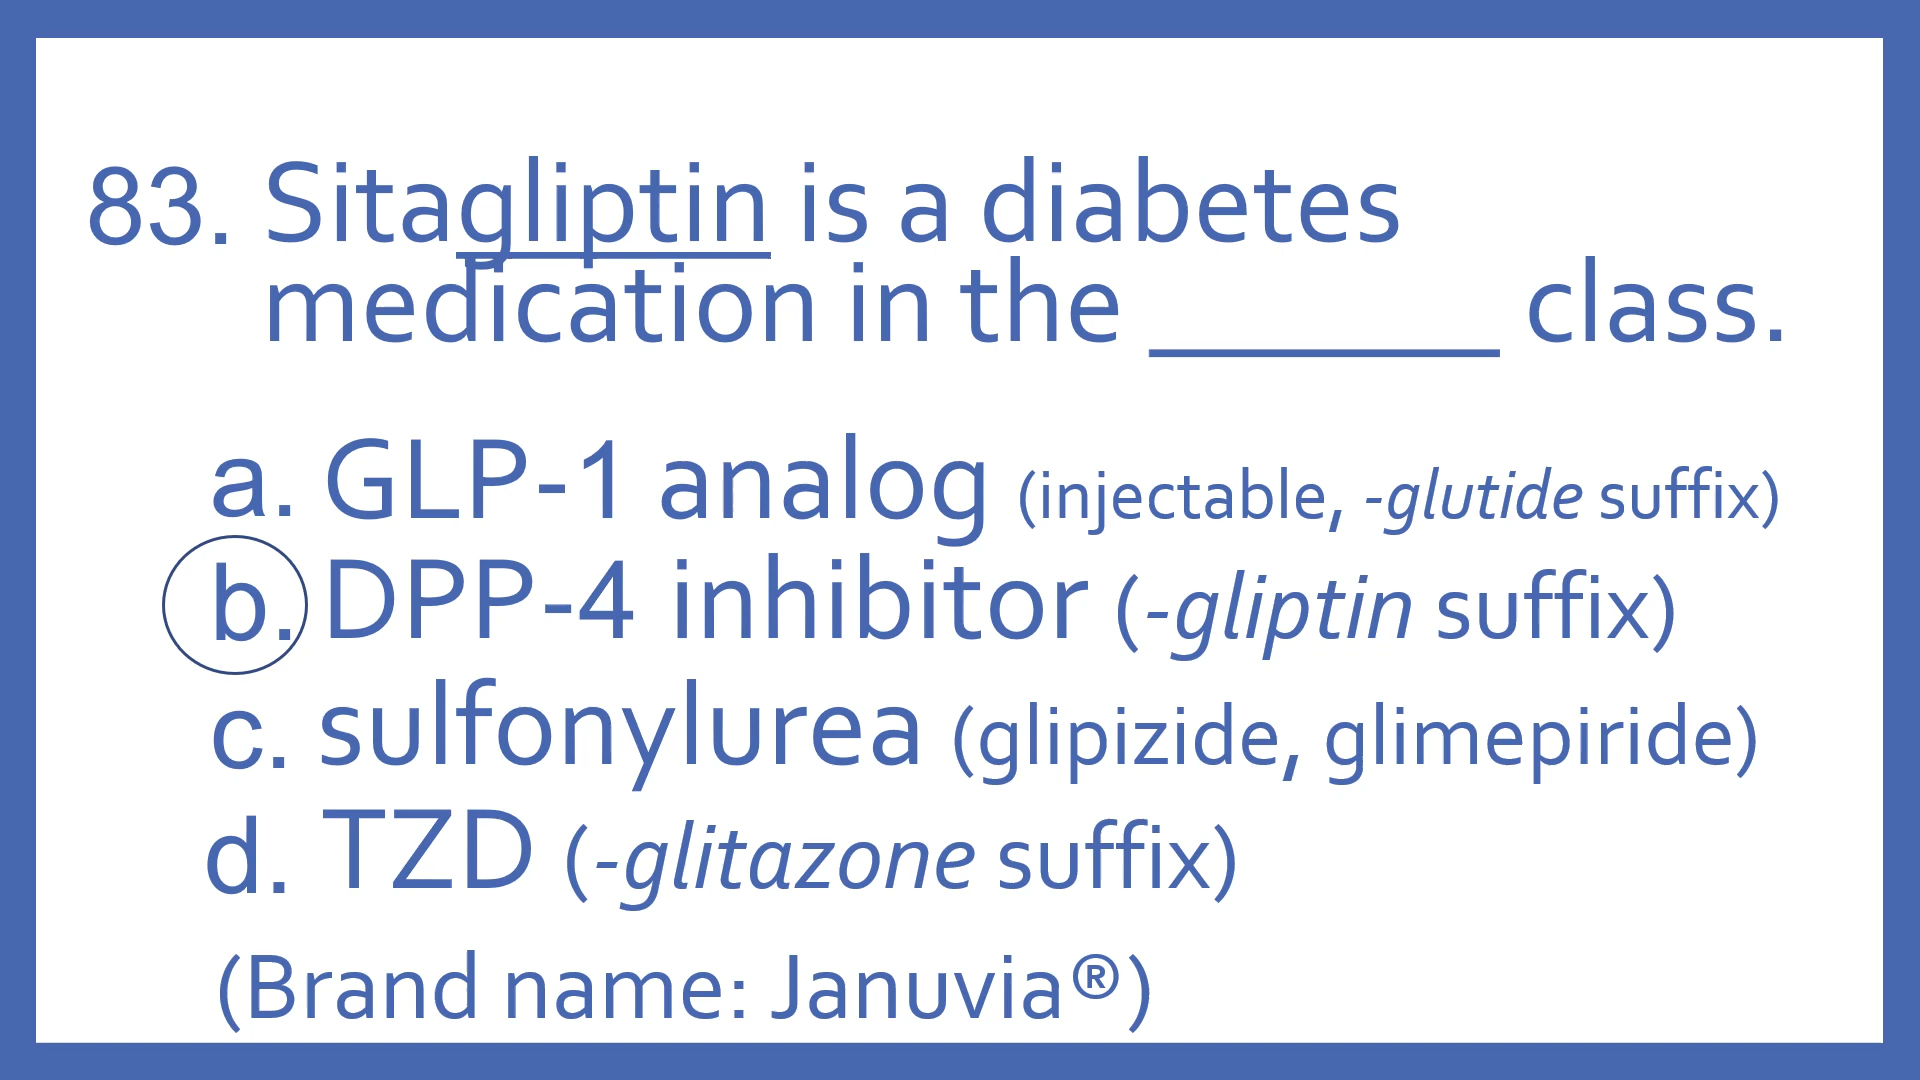 83. Sitagliptin is a diabetes
medication in the _______ class.
a. GLP-1 analog (injectable, -glutide suffix)
b. DPP-4 inhibitor (-gliptin suffix)
c. sulfonylurea (glipizide, glimepiride)
d. TZD (-glitazone suffix)
(Brand name: Januvia®)